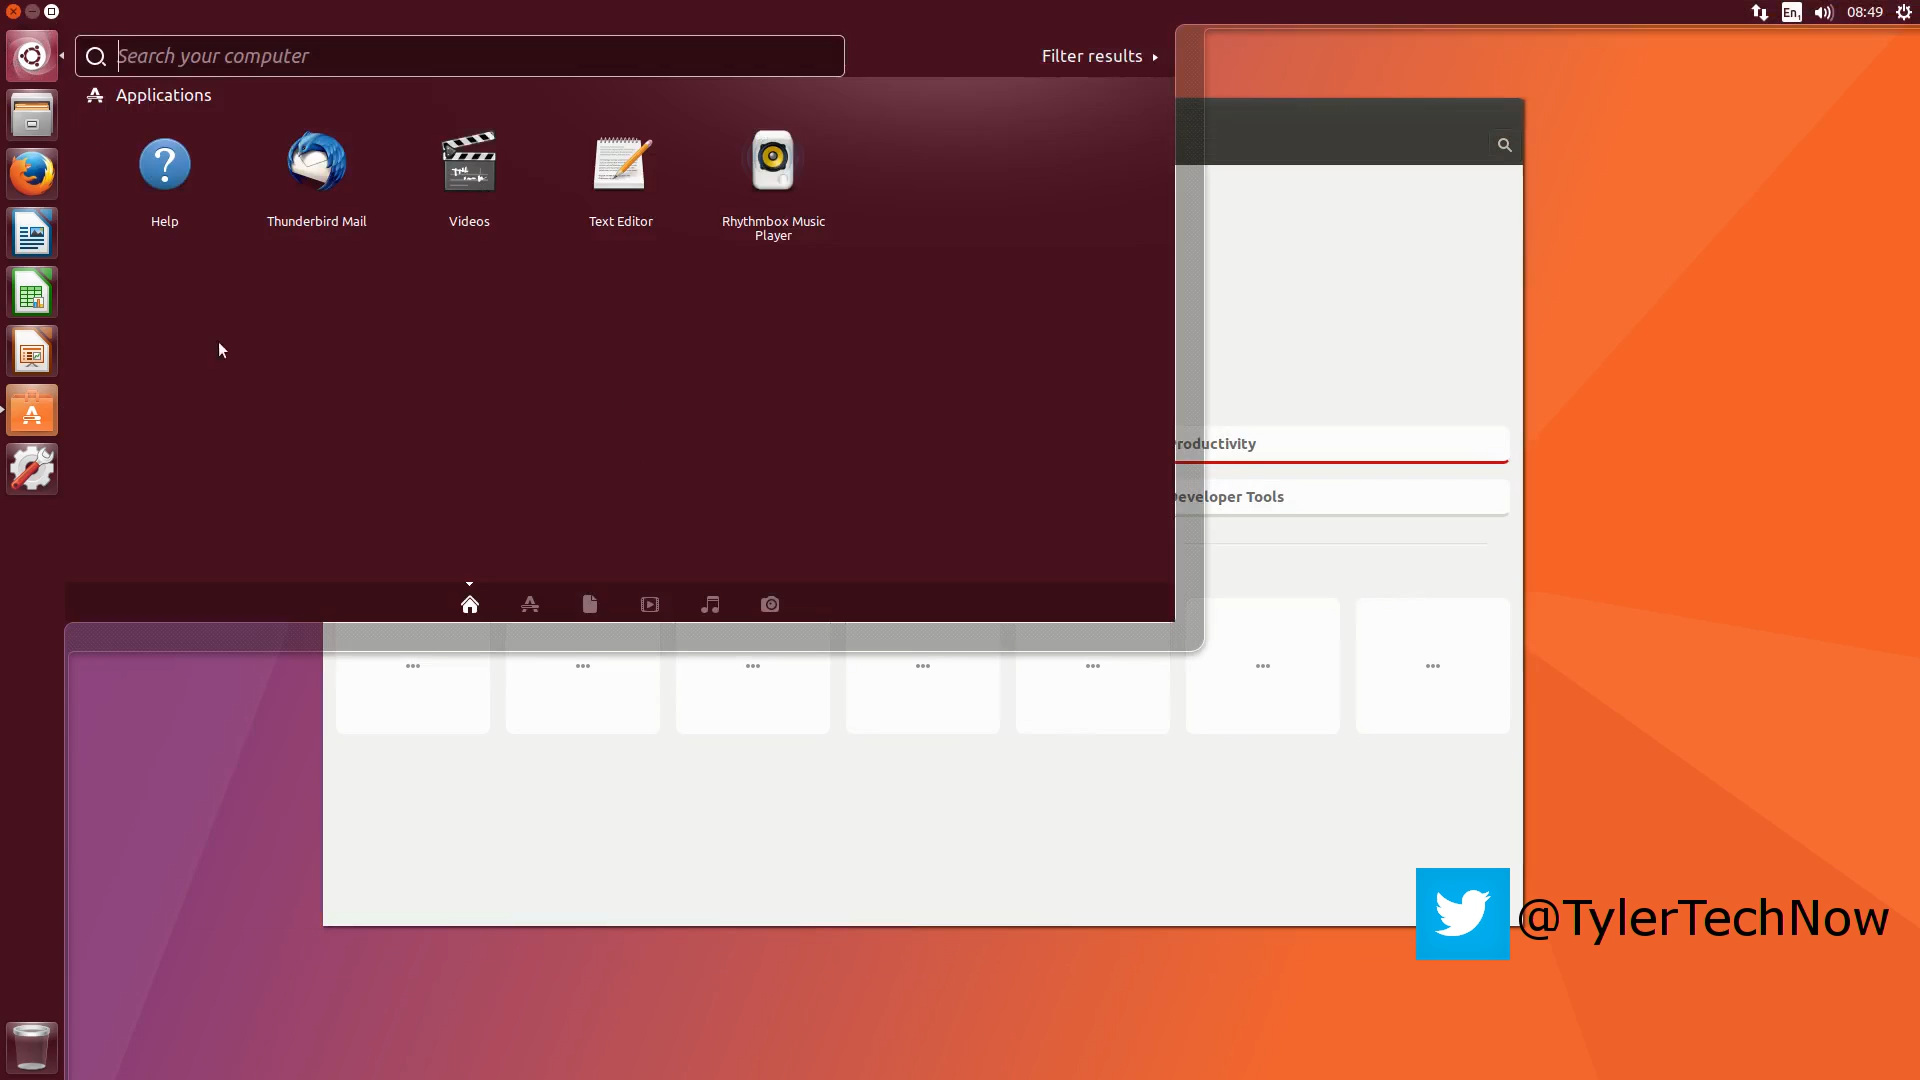 En1
08:49
Search your computer
Filter results
Applications
Help
Thunderbird Mail
Videos
Text Editor
Rhythmbox Music
Player
Productivity
Developer Tools
@TylerTechNow